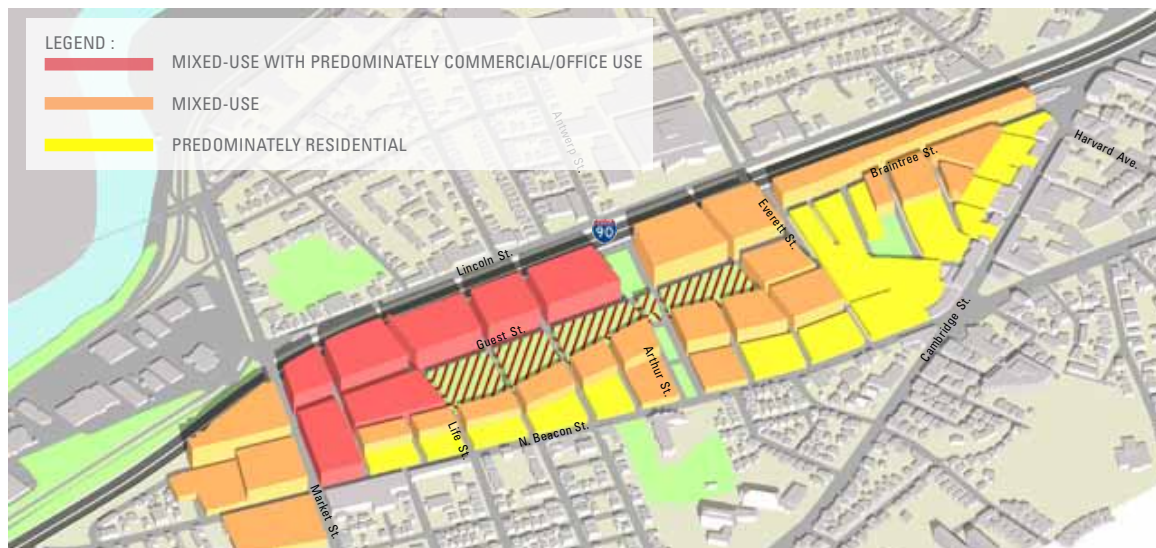 LEGEND :
MIXED-USE WITH PREDOMINATELY COMMERCIAL/OFFICE USE
MIXED-USE
PREDOMINATELY RESIDENTIAL
Antwerp St.
Harvard Ave.
Braintree St.
Everett St.
90
Lincoln St.
Guest St.
Arthur St.
Cambridge St.
Life St.
N. Beacon St.
Market St.